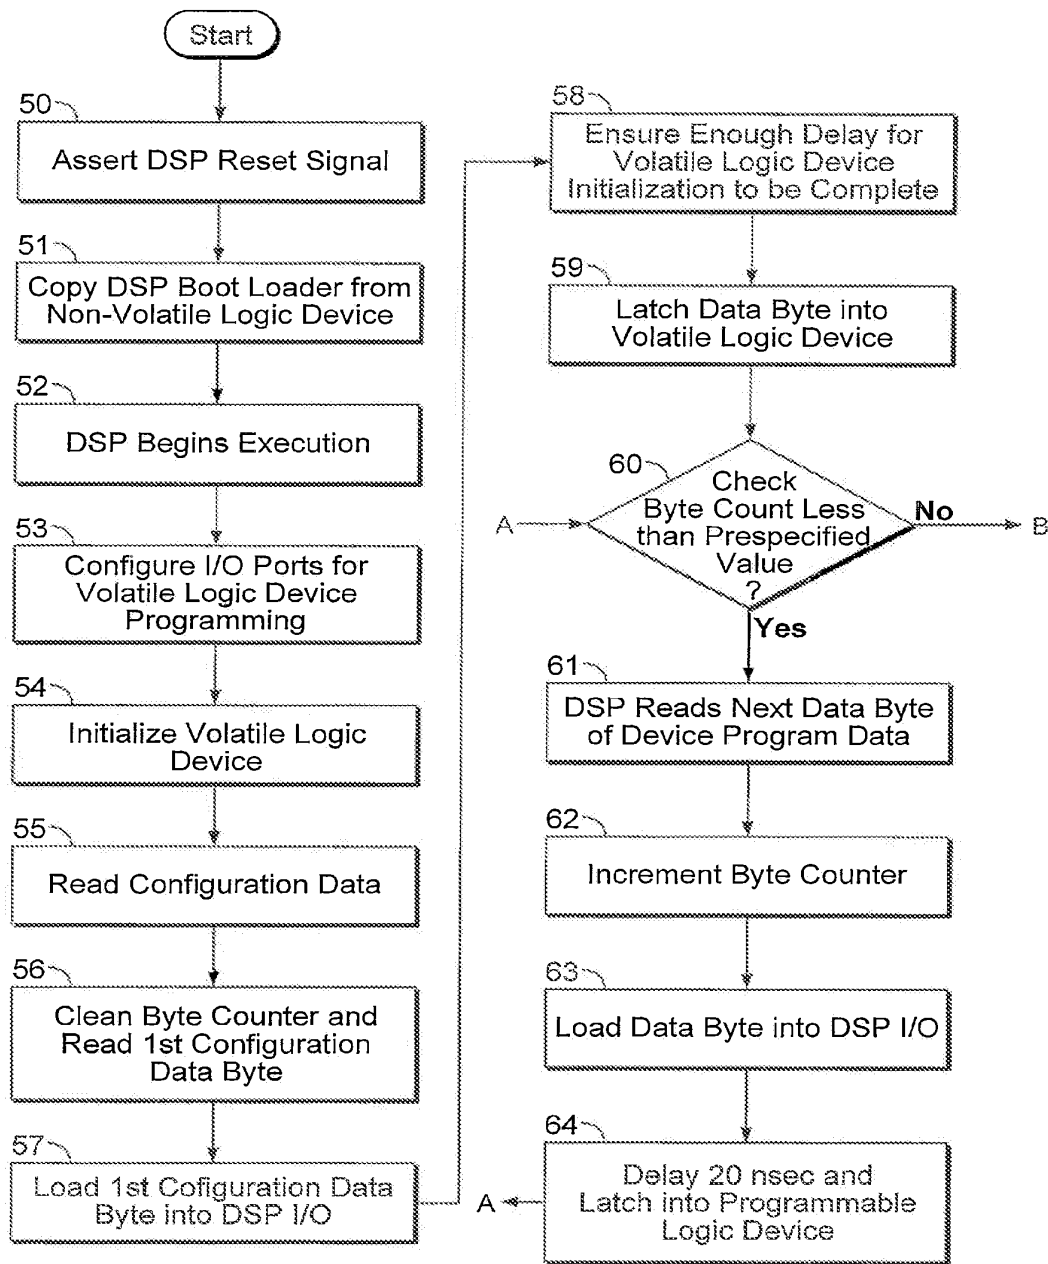 Start
50
Assert DSP Reset Signal
51
Copy DSP Boot Loader from
Non-Volatile Logic Device
52
DSP Begins Execution
53
Configure I/O Ports for
Volatile Logic Device
Programming
54
Initialize Volatile Logic
Device
55
Read Configuration Data
56
Clean Byte Counter and
Read 1st Configuration
Data Byte
57
Load 1st Cofiguration Data
Byte into DSP I/O
58
Ensure Enough Delay for
Volatile Logic Device
Initialization to be Complete
59
Latch Data Byte into
Volatile Logic Device
60
Check
Byte Count Less
than Prespecified
Value
?
A
No
B
Yes
61
DSP Reads Next Data Byte
of Device Program Data
62
Increment Byte Counter
63
Load Data Byte into DSP I/O
64
Delay 20 nsec and
Latch into Programmable
Logic Device
A